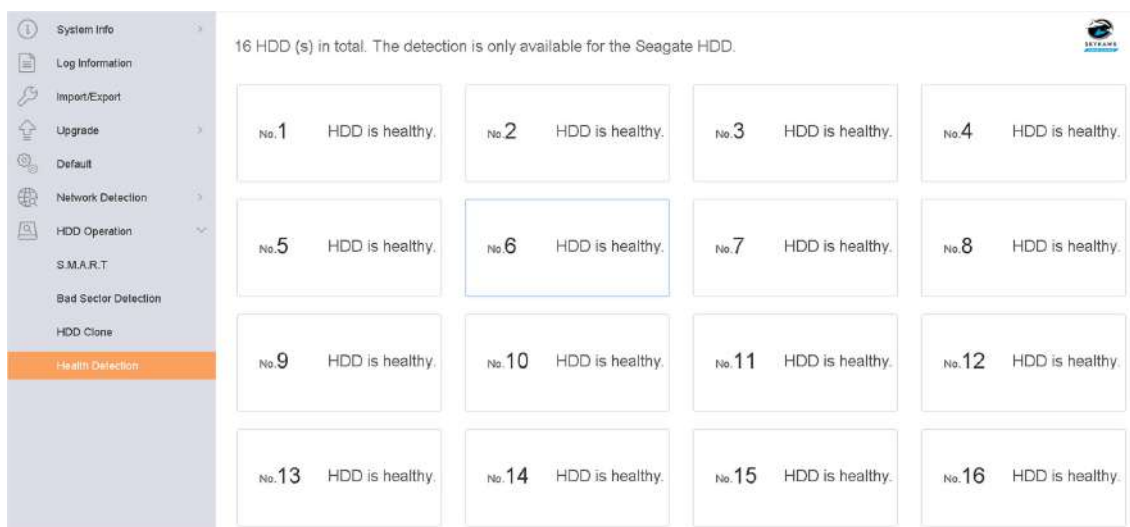 System Info
Log Information
Import/Export
Upgrade
Default
Network Detection
HDD Operation
S.M.A.R.T
Bad Sector Detection
HDD Clone
Health Detection
16 HDD (s) in total. The detection is only available for the Seagate HDD.
SKYHAWK
No.1 HDD is healthy. No.2 HDD is healthy. No.3 HDD is healthy. No.4 HDD is healthy.
No.5 HDD is healthy. No.6 HDD is healthy. No.7 HDD is healthy. No.8 HDD is healthy.
No.9 HDD is healthy. No.10 HDD is healthy. No.11 HDD is healthy. No.12 HDD is healthy.
No.13 HDD is healthy. No.14 HDD is healthy. No.15 HDD is healthy. No.16 HDD is healthy.